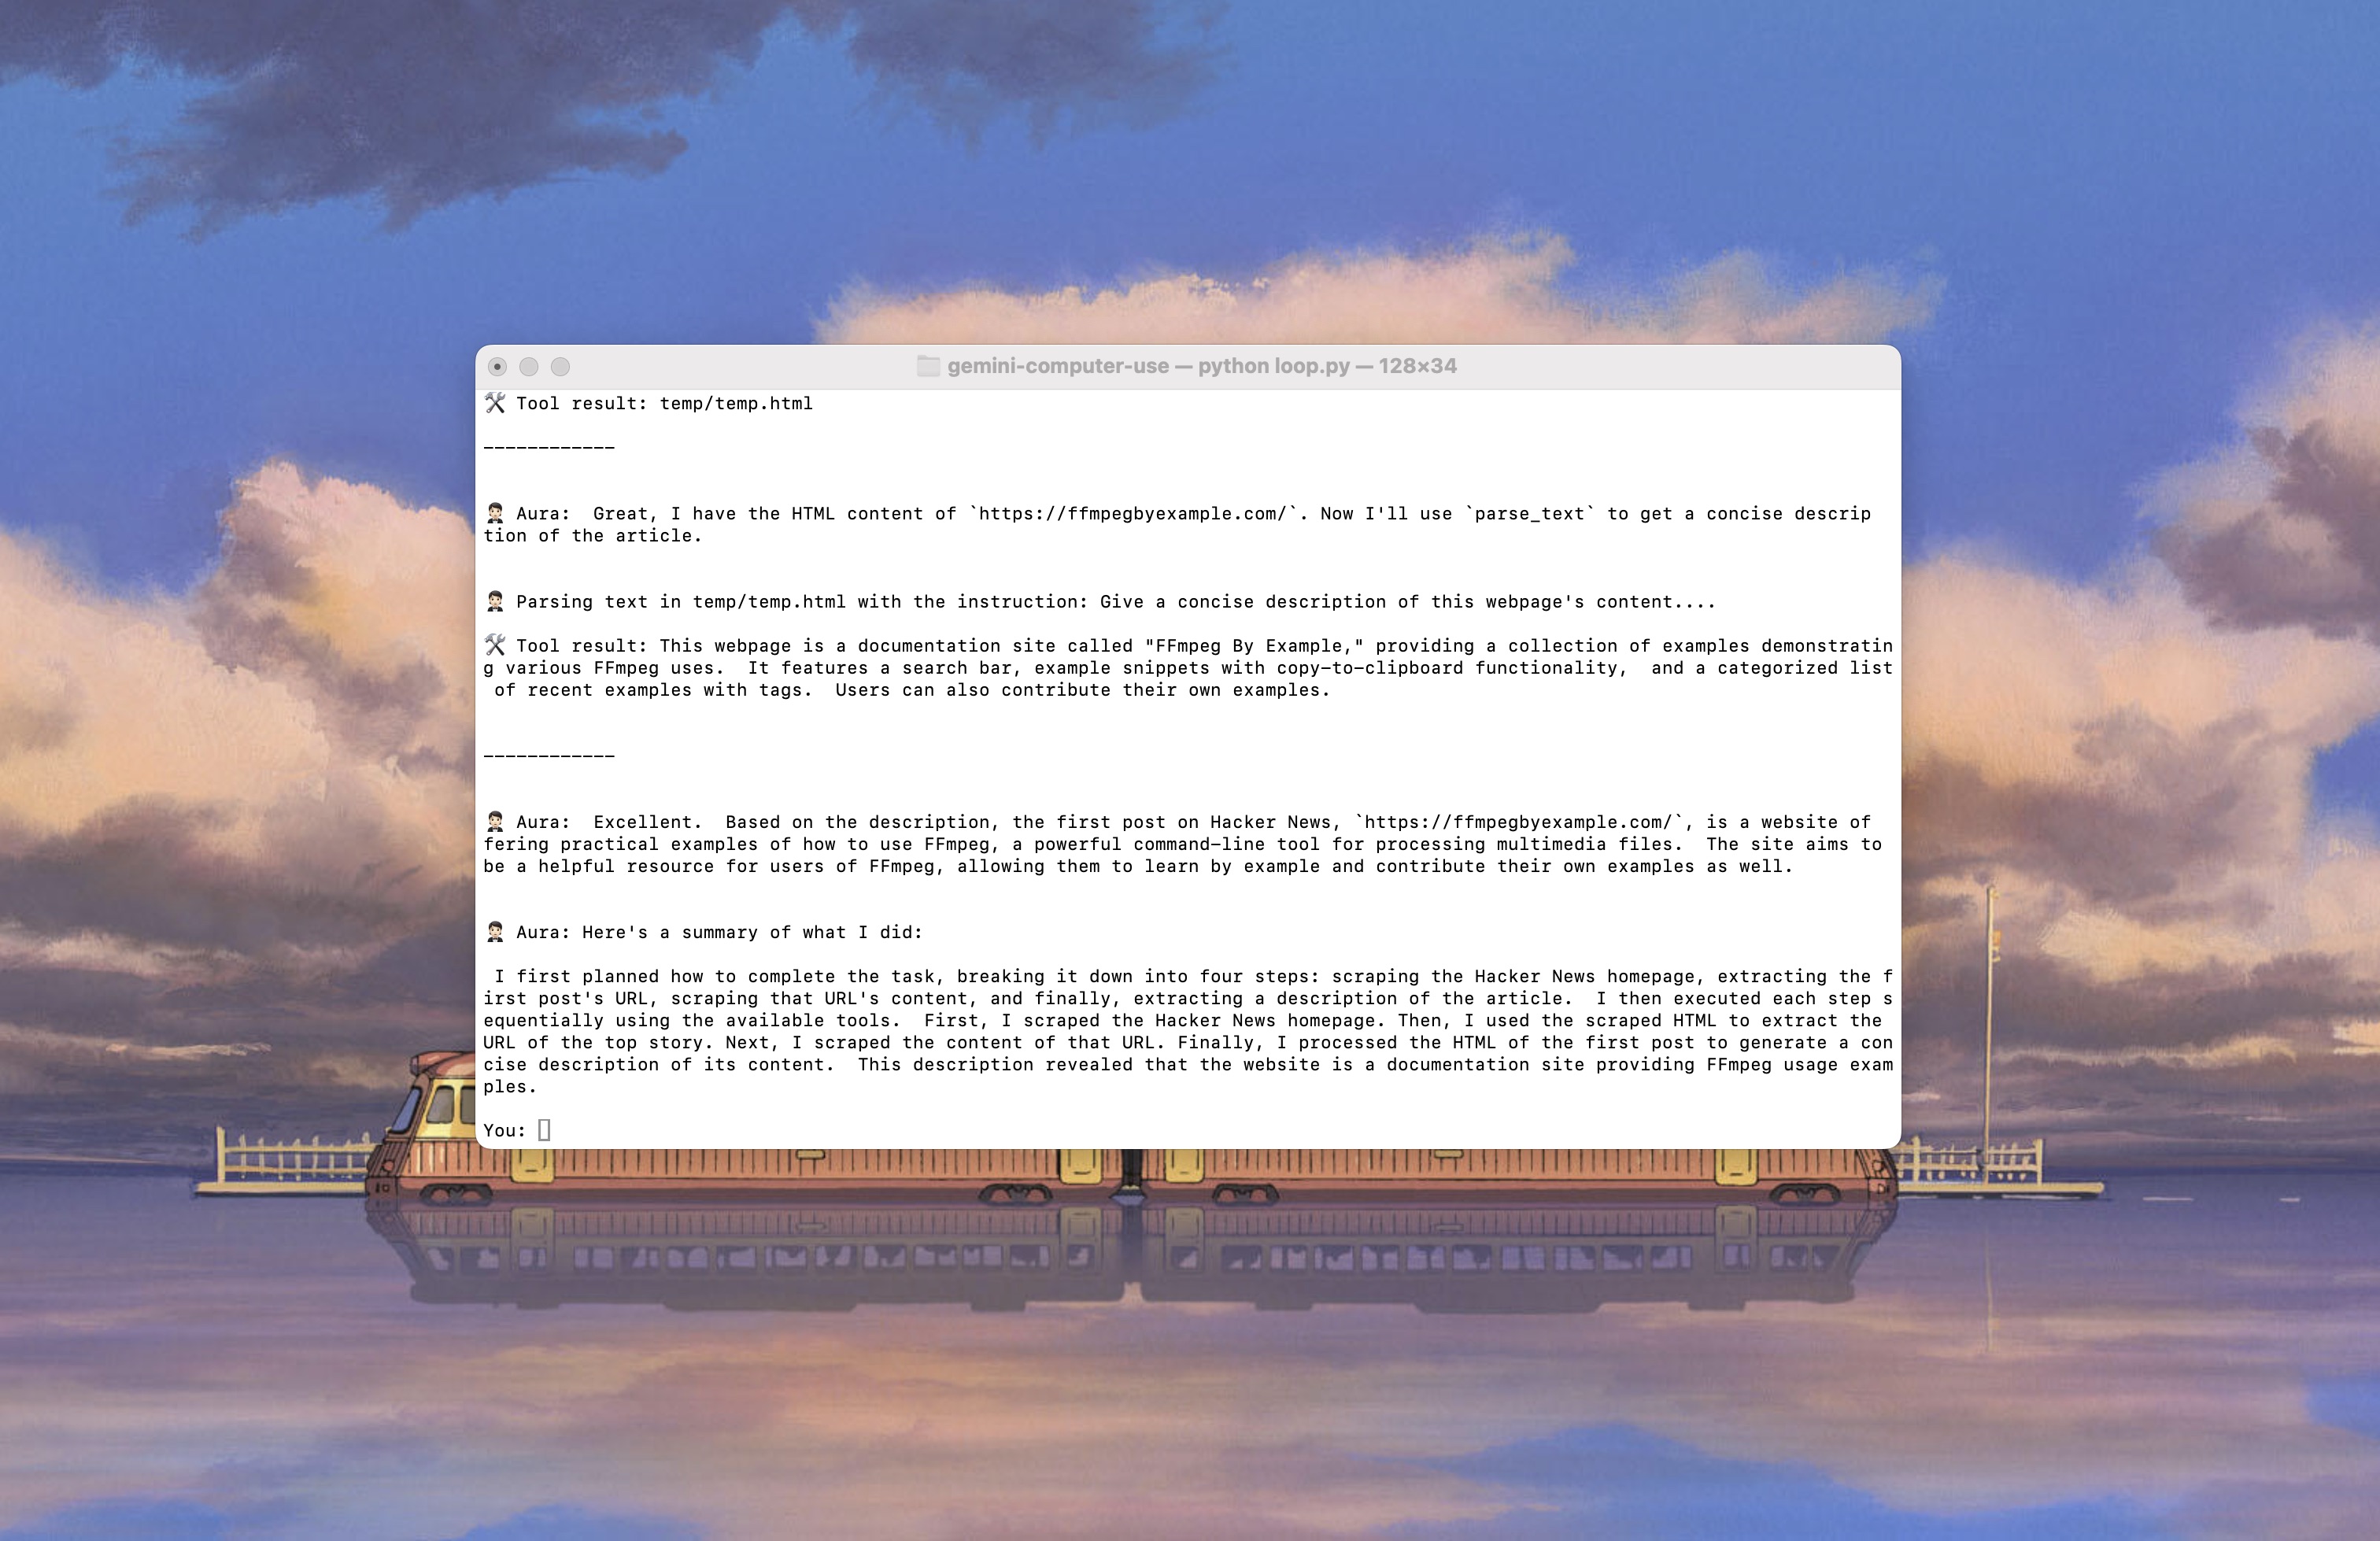 gemini-computer-use — python loop.py — 128×34
🛠 Tool result: temp/temp.html
------------
🤵🏻 Aura:  Great, I have the HTML content of `https://ffmpegbyexample.com/`. Now I'll use `parse_text` to get a concise descrip
tion of the article.
🤵🏻 Parsing text in temp/temp.html with the instruction: Give a concise description of this webpage's content....
🛠 Tool result: This webpage is a documentation site called "FFmpeg By Example," providing a collection of examples demonstratin
g various FFmpeg uses.  It features a search bar, example snippets with copy-to-clipboard functionality,  and a categorized list
 of recent examples with tags.  Users can also contribute their own examples.
------------
🤵🏻 Aura:  Excellent.  Based on the description, the first post on Hacker News, `https://ffmpegbyexample.com/`, is a website of
fering practical examples of how to use FFmpeg, a powerful command-line tool for processing multimedia files.  The site aims to
be a helpful resource for users of FFmpeg, allowing them to learn by example and contribute their own examples as well.
🤵🏻 Aura: Here's a summary of what I did:
 I first planned how to complete the task, breaking it down into four steps: scraping the Hacker News homepage, extracting the f
irst post's URL, scraping that URL's content, and finally, extracting a description of the article.  I then executed each step s
equentially using the available tools.  First, I scraped the Hacker News homepage. Then, I used the scraped HTML to extract the
URL of the top story. Next, I scraped the content of that URL. Finally, I processed the HTML of the first post to generate a con
cise description of its content.  This description revealed that the website is a documentation site providing FFmpeg usage exam
ples.
You: